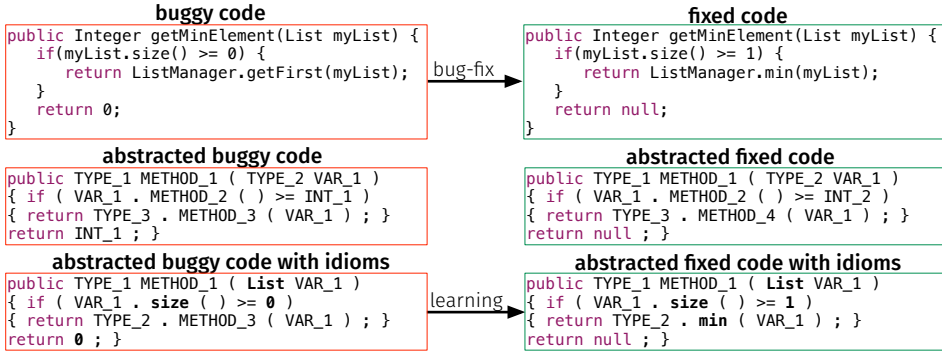 buggy code
public Integer getMinElement(List myList) {
if(myList.size() >= 0) {
return ListManager.getFirst(myList);
}
return 0;
}
bug-fix
fixed code
public Integer getMinElement(List myList) {
if(myList.size() >= 1) {
return ListManager.min(myList);
}
return null;
}
abstracted buggy code
public TYPE_1 METHOD_1 ( TYPE_2 VAR_1 )
{ if ( VAR_1 . METHOD_2 ( ) >= INT_1 )
{ return TYPE_3 . METHOD_3 ( VAR_1 ) ; }
return INT_1 ; }
abstracted fixed code
public TYPE_1 METHOD_1 ( TYPE_2 VAR_1 )
{ if ( VAR_1 . METHOD_2 ( ) >= INT_2 )
{ return TYPE_3 . METHOD_4 ( VAR_1 ) ; }
return null ; }
abstracted buggy code with idioms
public TYPE_1 METHOD_1 ( List VAR_1 )
{ if ( VAR_1 . size ( ) >= 0 )
{ return TYPE_2 . METHOD_3 ( VAR_1 ) ; }
return 0 ; }
learning
abstracted fixed code with idioms
public TYPE_1 METHOD_1 ( List VAR_1 )
{ if ( VAR_1 . size ( ) >= 1 )
{ return TYPE_2 . min ( VAR_1 ) ; }
return null ; }